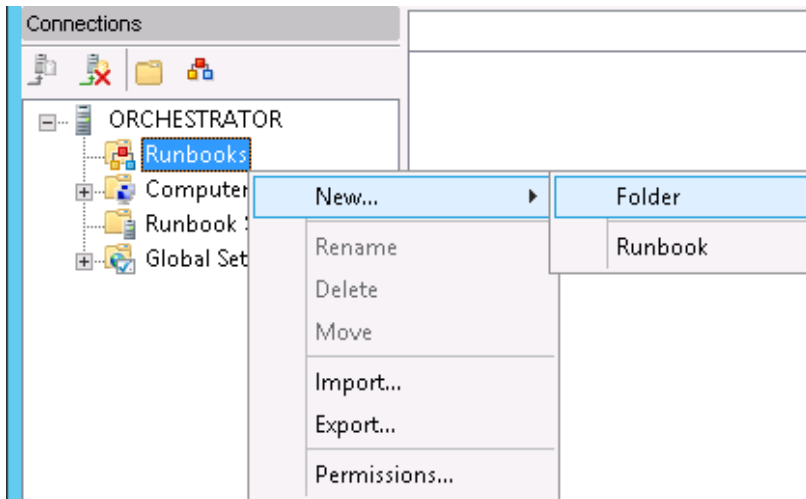 Connections
ORCHESTRATOR
Runbooks
Computer
Runbook
Global Set
New...
Folder
Runbook
Rename
Delete
Move
Import...
Export...
Permissions...